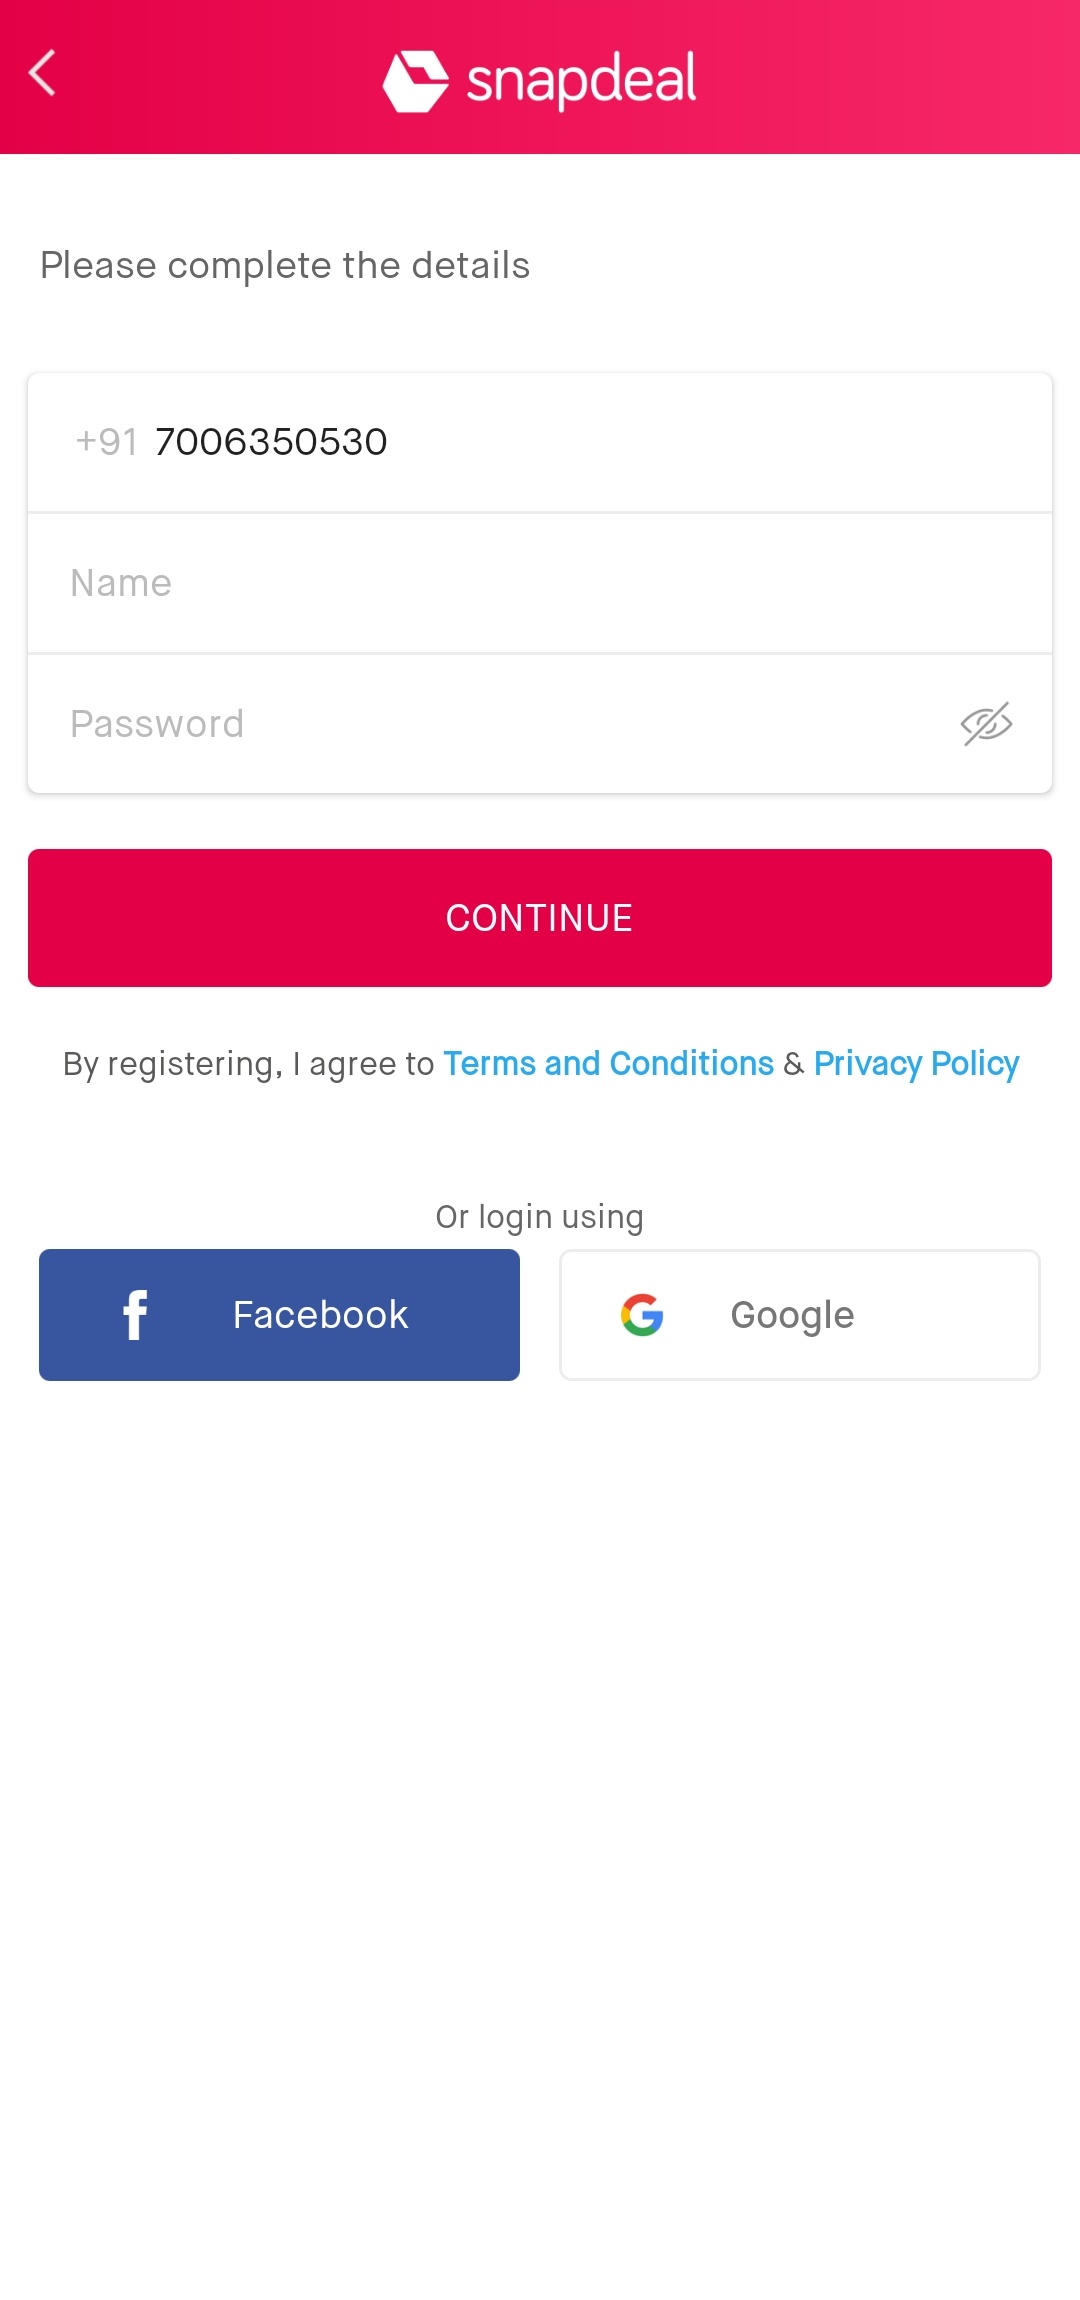 snapdeal
Please complete the details
+91 7006350530
Name
Password
CONTINUE
By registering, I agree to Terms and Conditions & Privacy Policy
Or login using
Facebook
Google